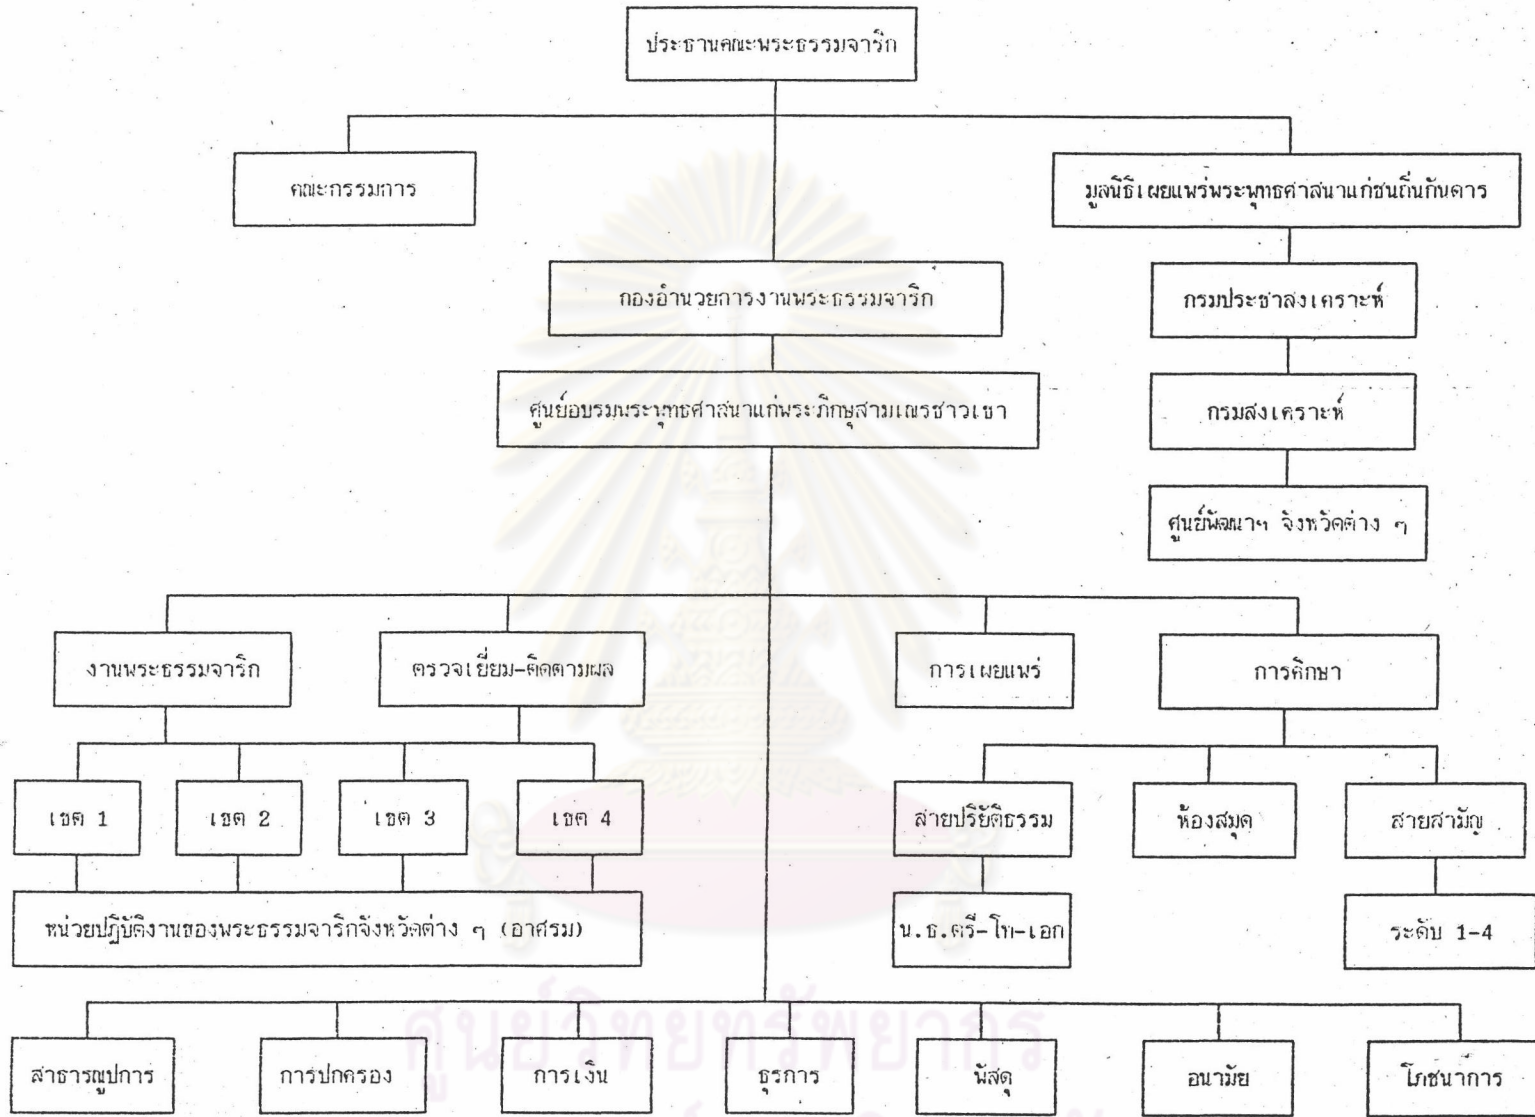 ประธานคณะพระธรรมจาริก
คณะกรรมการ
มูลนิธิเผยแพร่พระพุทธศาสนาแก่ชนถิ่นกันดาร
กองอำนวยการงานพระธรรมจาริก
กรมประชาสงเคราะห์
ศูนย์อบรมพระพุทธศาสนาแก่พระภิกษุสามเณรชาวเขา
กรมสงเคราะห์
ศูนย์พัฒนาฯ จังหวัดต่าง ๆ
งานพระธรรมจาริก
ตรวจเยี่ยม-ติดตามผล
การเผยแพร่
การศึกษา
เขต 1
เขต 2
เขต 3
เขต 4
สายปริยัติธรรม
ห้องสมุด
สายสามัญ
หน่วยปฏิบัติงานของพระธรรมจาริกจังหวัดต่าง ๆ (อาศรม)
น.ธ.ตรี-โท-เอก
ระดับ 1-4
ศูนย์วิทยทรัพยากร
สาธารณูปการ
การปกครอง
การเงิน
ธุรการ
พัสดุ
อนามัย
โภชนาการ